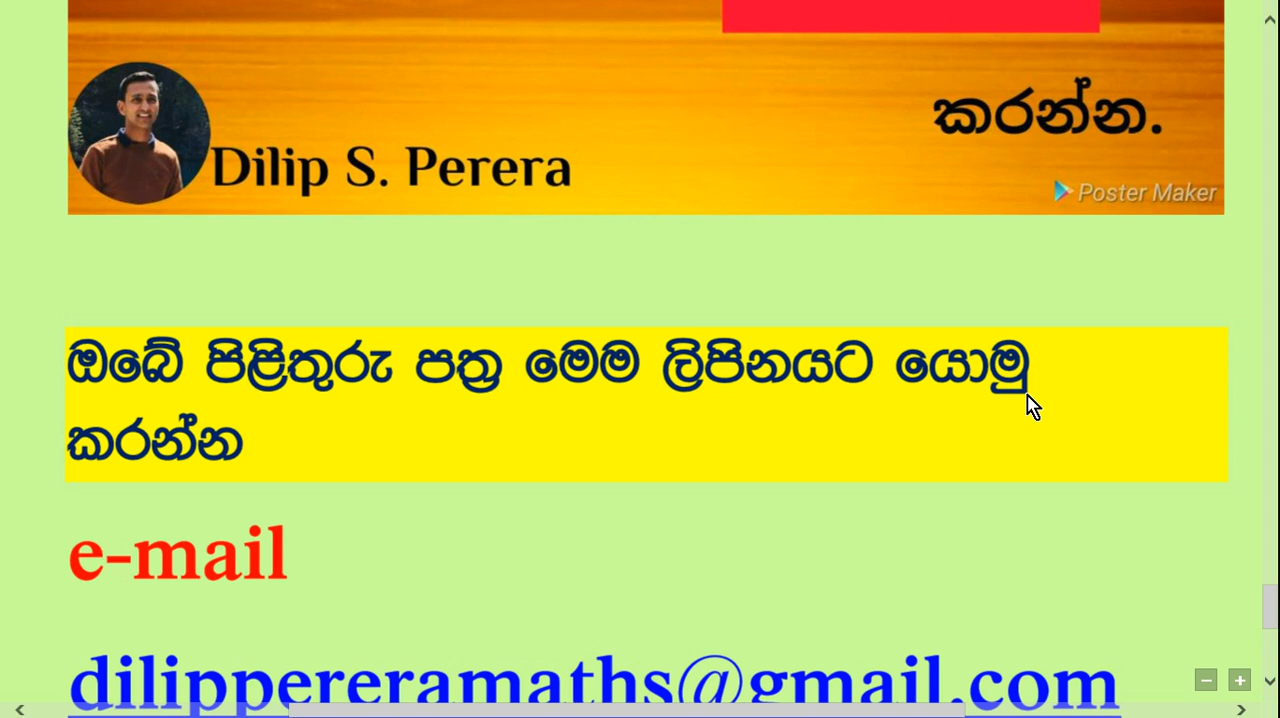 කරන්න.
Dilip S. Perera
Poster Maker
ඔබේ පිළිතුරු පත්‍ර මෙම ලිපිනයට යොමු
කරන්න
e-mail
dilippereramaths@gmail.com